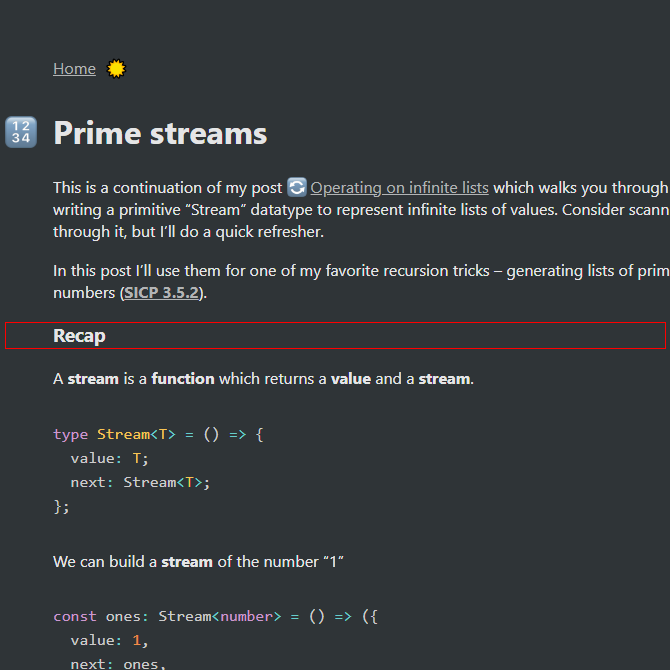 Home
1 2
3 4
Prime streams
This is a continuation of my post Operating on infinite lists which walks you through
writing a primitive “Stream” datatype to represent infinite lists of values. Consider scann
through it, but I’ll do a quick refresher.
In this post I’ll use them for one of my favorite recursion tricks – generating lists of prim
numbers (SICP 3.5.2).
Recap
A stream is a function which returns a value and a stream.
type Stream<T> = () => {
value: T;
next: Stream<T>;
};
We can build a stream of the number “1”
const ones: Stream<number> = () => ({
value: 1,
next: ones,